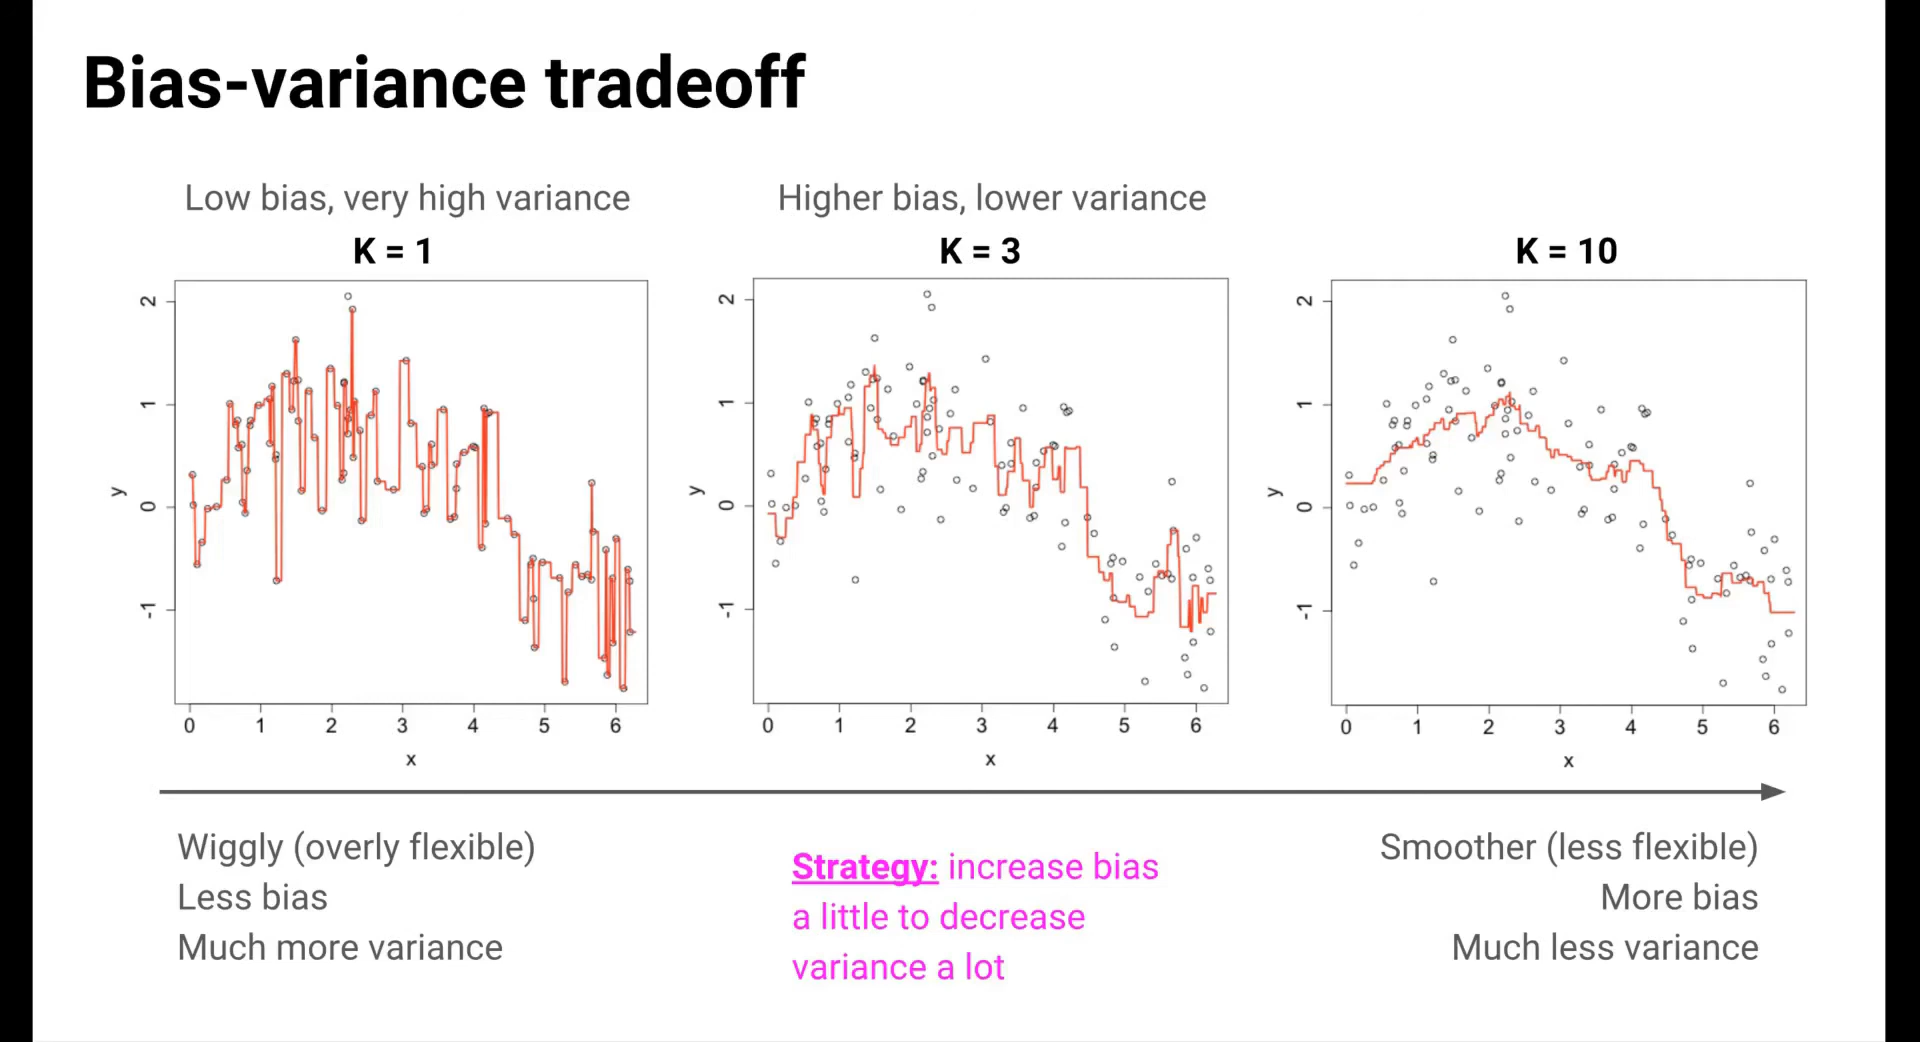 Bias-variance tradeoff
Low bias, very high variance
K = 1
2
1
0
-1
y
0 1 2 3 4 5 6
x
Higher bias, lower variance
K = 3
2
1
0
-1
y
0 1 2 3 4 5 6
x
K = 10
2
1
0
-1
y
0 1 2 3 4 5 6
x
Wiggly (overly flexible)
Less bias
Much more variance
Strategy: increase bias
a little to decrease
variance a lot
Smoother (less flexible)
More bias
Much less variance